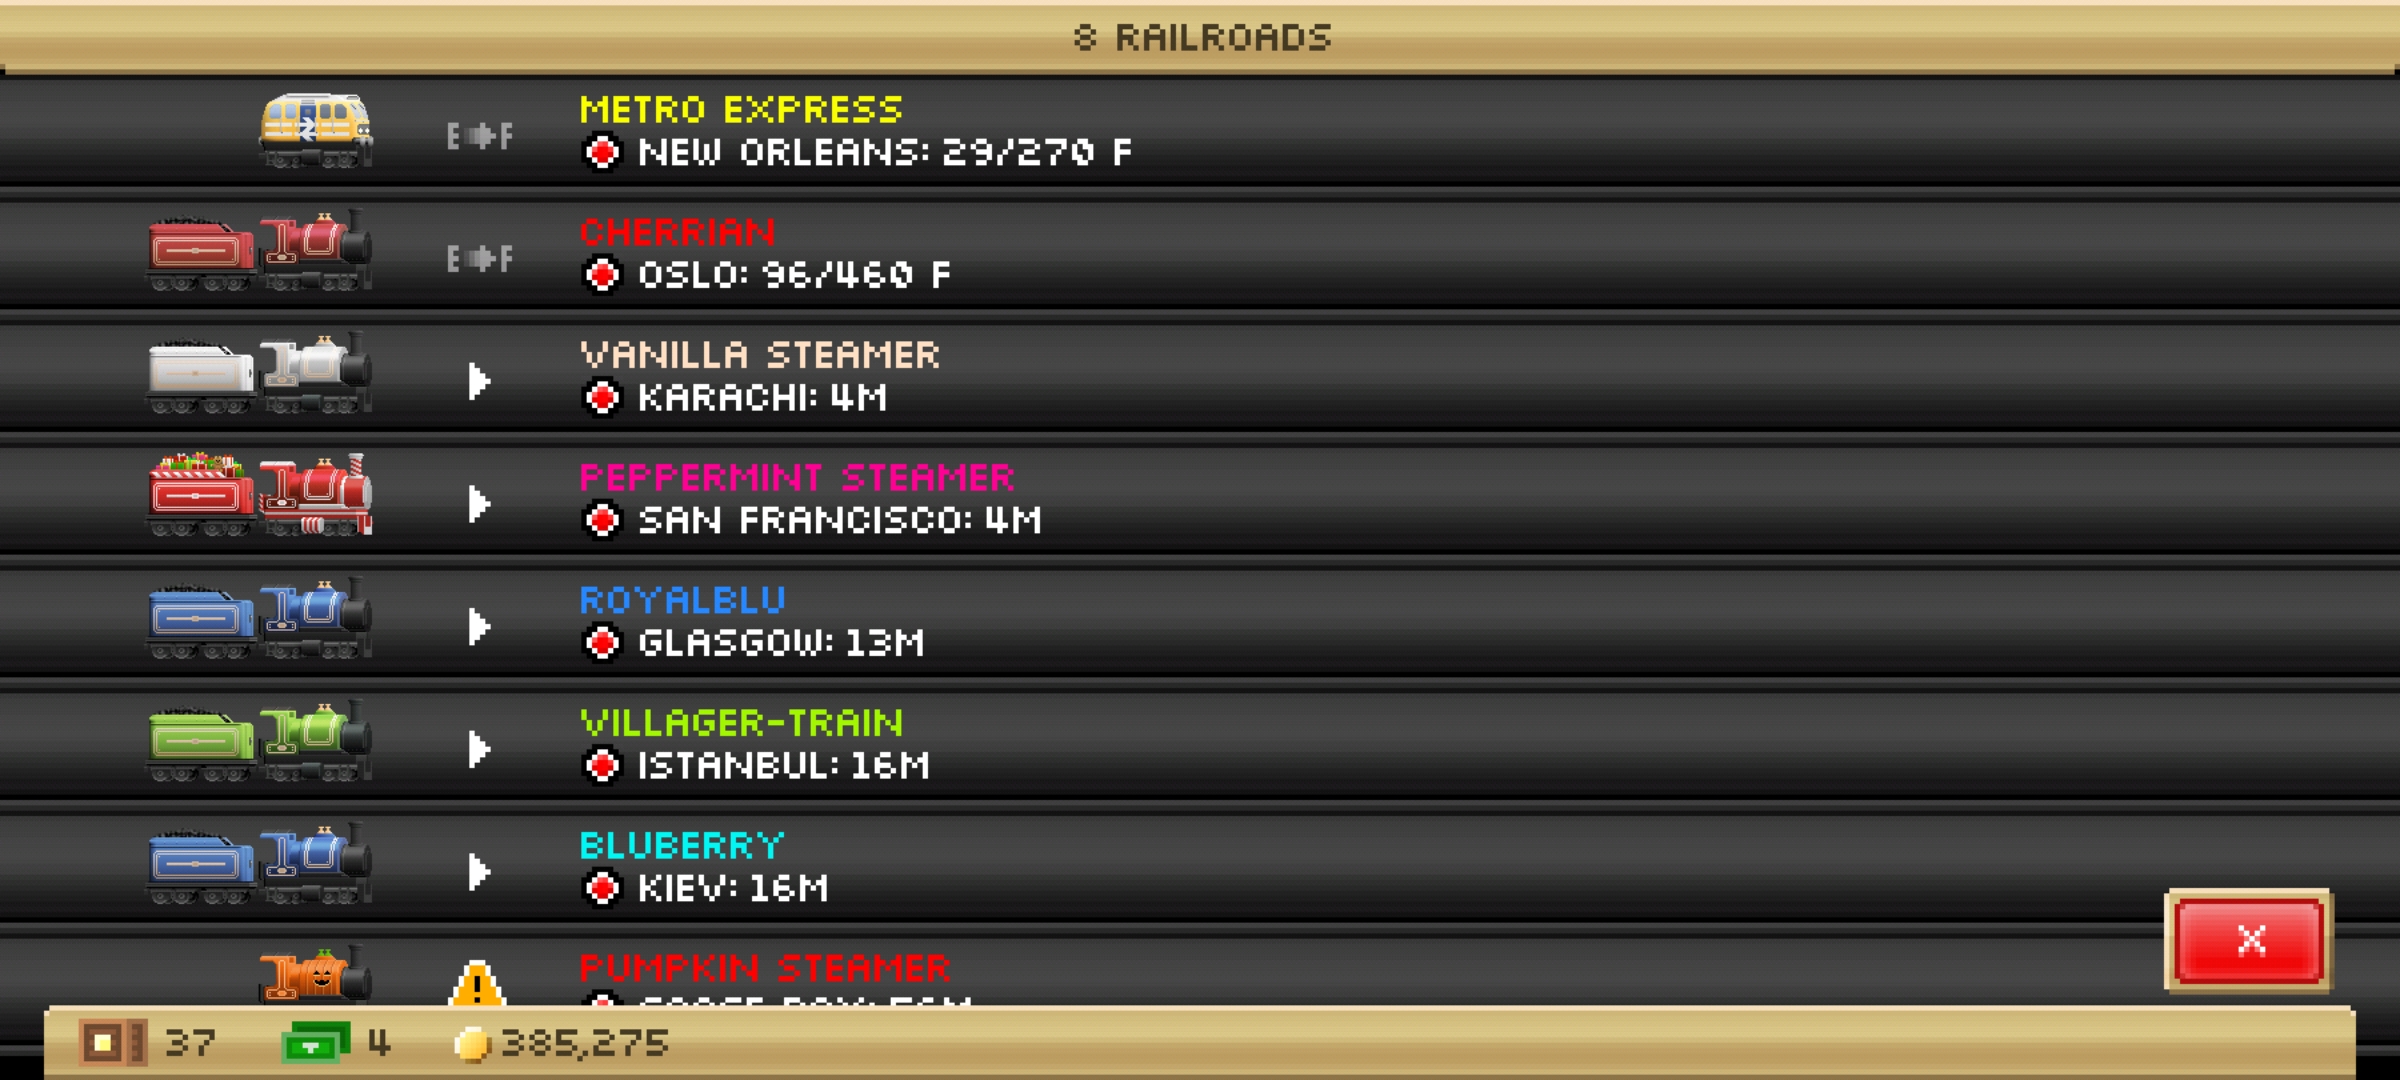 8 RAILROADS
METRO EXPRESS
E F
NEW ORLEANS: 29/270 F
CHERRIAN
E F
OSLO: 96/460 F
VANILLA STEAMER
KARACHI: 4M
PEPPERMINT STEAMER
SAN FRANCISCO: 4M
ROYALBLU
GLASGOW: 13M
VILLAGER-TRAIN
ISTANBUL: 16M
BLUBERRY
KIEV: 16M
PUMPKIN STEAMER
X
37 4 385,275